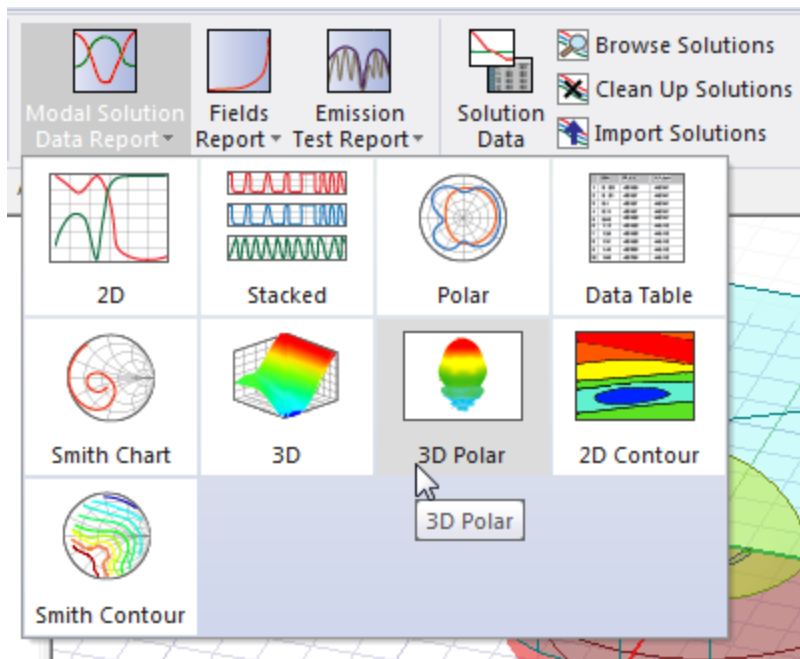 Browse Solutions
Clean Up Solutions
Import Solutions
Modal Solution
Data Report
Fields
Report
Emission
Test Report
Solution
Data
2D
Stacked
Polar
Data Table
Smith Chart
3D
3D Polar
2D Contour
3D Polar
Smith Contour